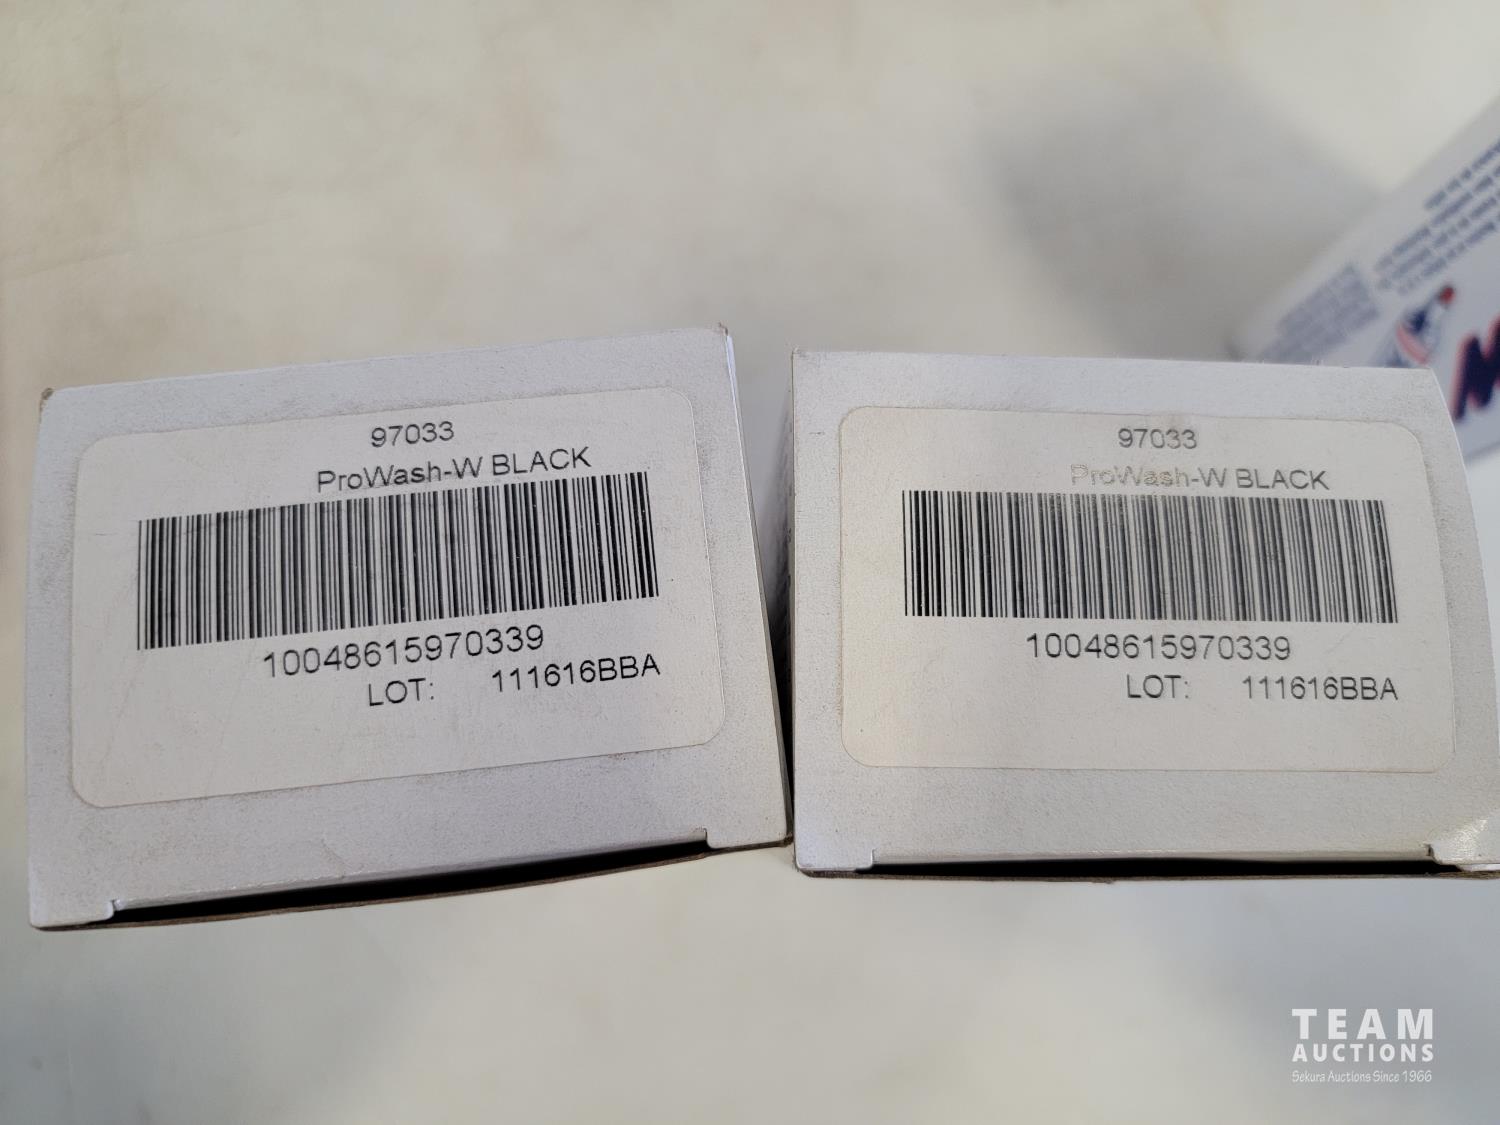 97033
ProWash-W BLACK
10048615970339
LOT: 111616BBA
97033
ProWash-W BLACK
10048615970339
LOT: 111616BBA
TEAM
AUCTIONS
Sekura Auctions Since 1966